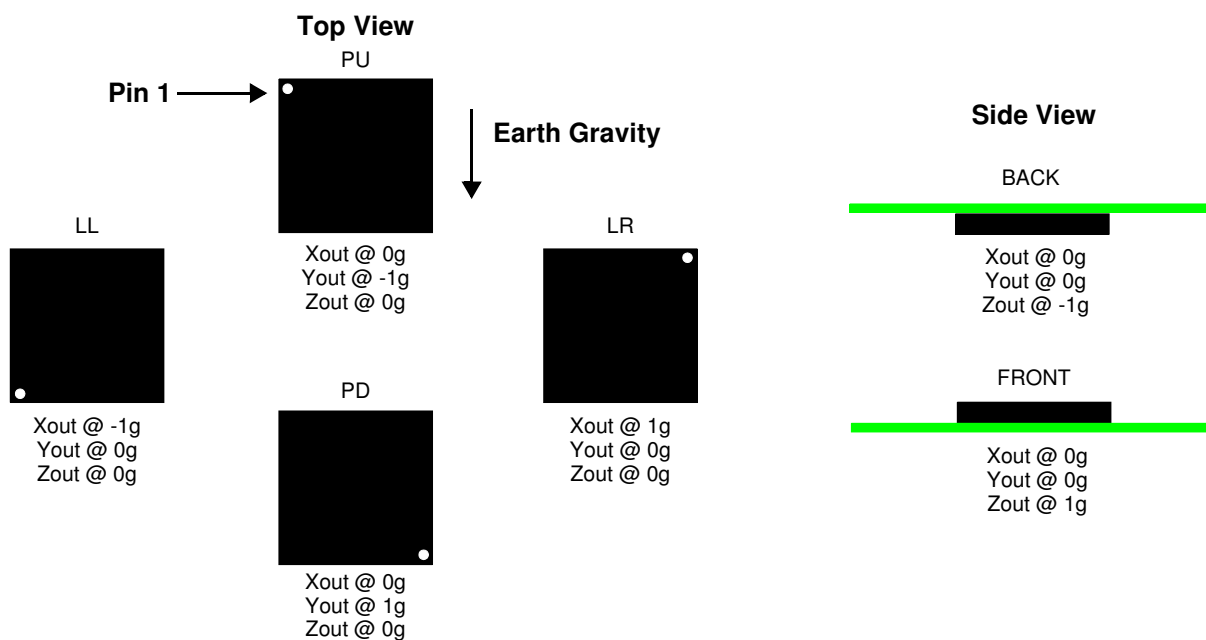 Top View
PU
Pin 1
Earth Gravity
Xout @ 0g
Yout @ -1g
Zout @ 0g
LL
Xout @ -1g
Yout @ 0g
Zout @ 0g
LR
Xout @ 1g
Yout @ 0g
Zout @ 0g
PD
Xout @ 0g
Yout @ 1g
Zout @ 0g
Side View
BACK
Xout @ 0g
Yout @ 0g
Zout @ -1g
FRONT
Xout @ 0g
Yout @ 0g
Zout @ 1g